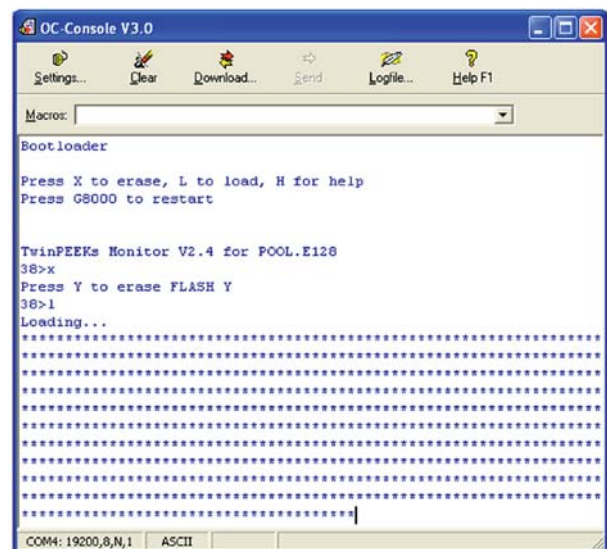 OC-Console V3.0
Settings... Clear Download... Send Logfile... Help F1
Macros:
Bootloader
Press X to erase, L to load, H for help
Press G8000 to restart
TwinPEEKs Monitor V2.4 for POOL.E128
38>x
Press Y to erase FLASH Y
38>l
Loading...
*******************************************************************
*******************************************************************
*******************************************************************
*******************************************************************
*******************************************************************
*******************************************************************
*******************************************************************
*******************************************************************
*******************************************************************
*******************************************************************
**************************************
COM4: 19200,8,N,1 ASCII